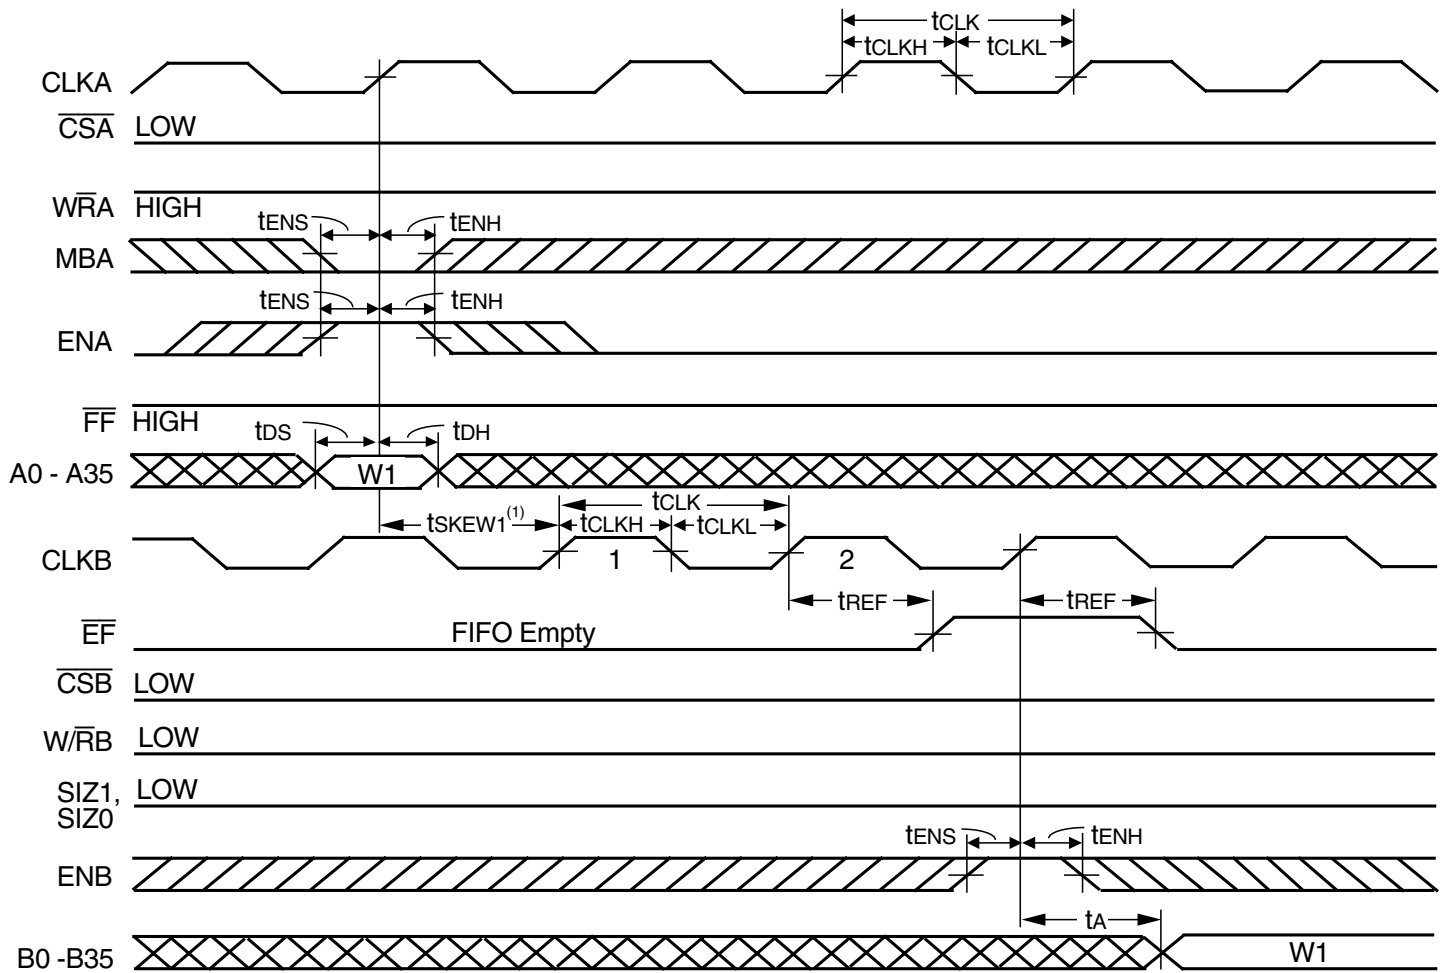 tCLK
tCLKH tCLKL
CLKA
CSA LOW
WRA HIGH
tENS tENH
MBA
tENS tENH
ENA
FF HIGH
tDS tDH
A0 - A35 W1
tCLK
tSKEW1(1) tCLKH tCLKL
CLKB 1 2
tREF tREF
EF FIFO Empty
CSB LOW
W/RB LOW
SIZ1, LOW
SIZ0
tENS tENH
ENB
tA
B0 -B35 W1